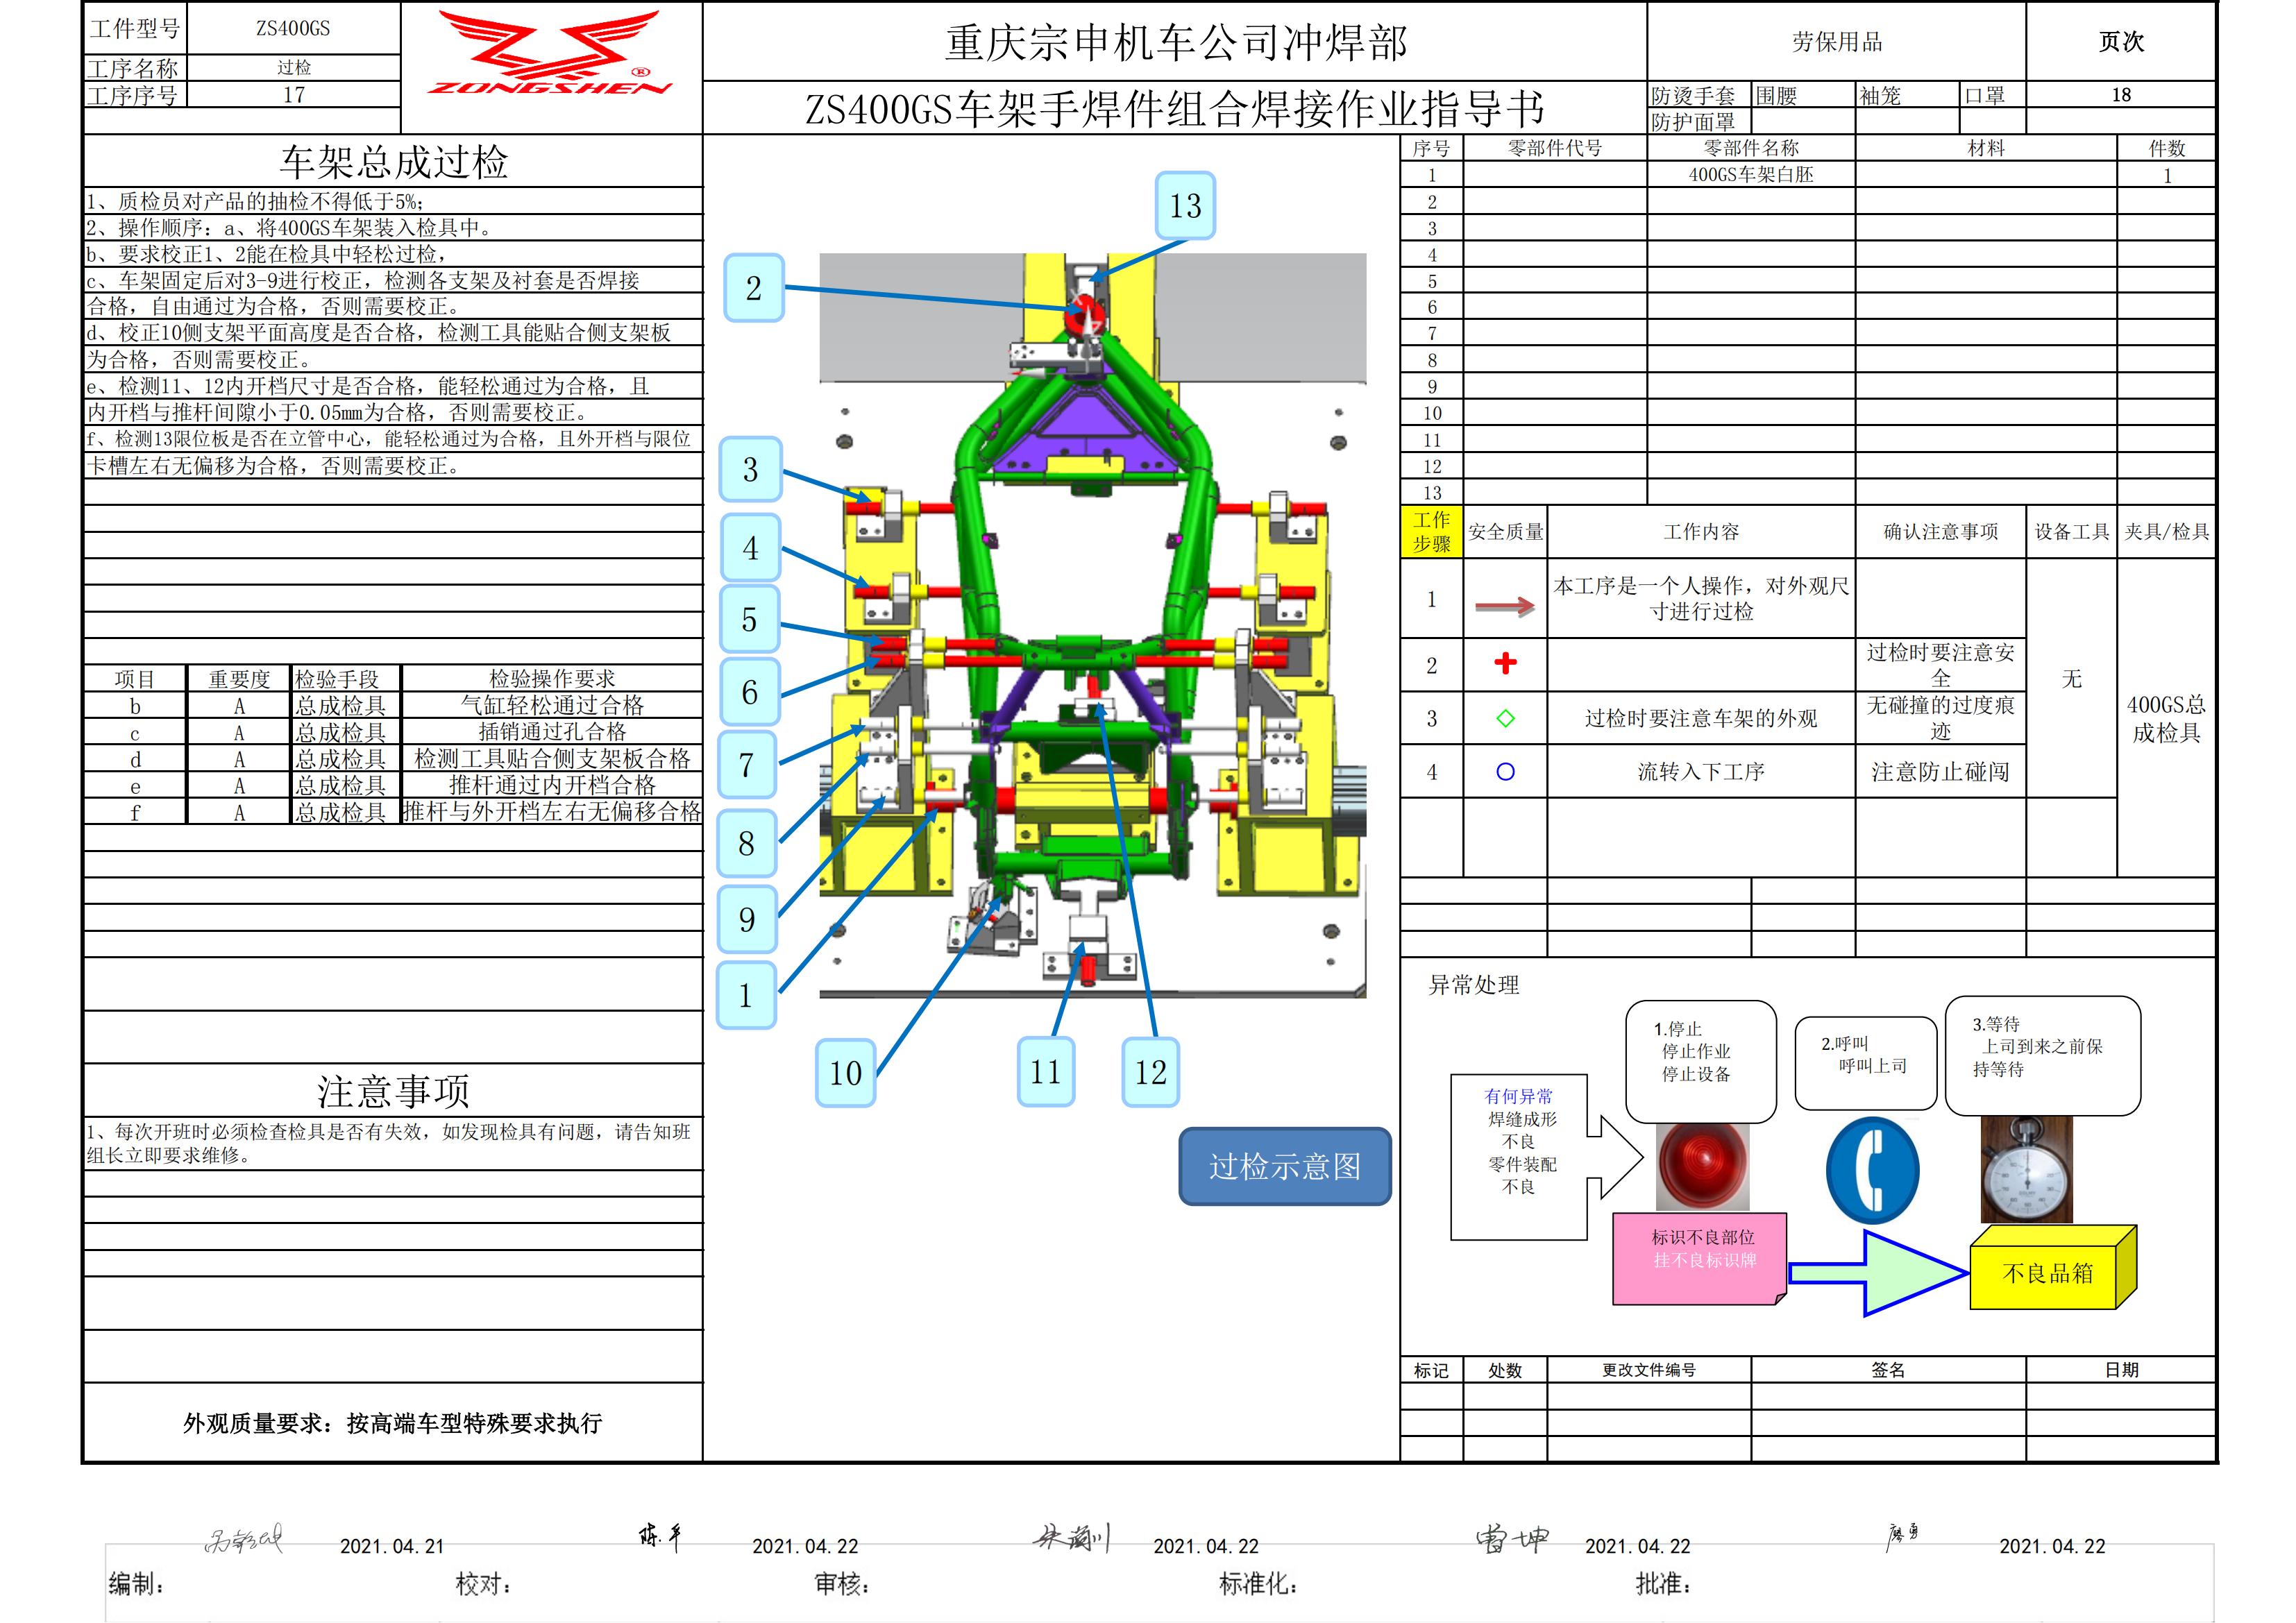 工件型号 ZS400GS
工序名称 过检
工序序号 17
ZONGSHEN ®
重庆宗申机车公司冲焊部
ZS400GS车架手焊件组合焊接作业指导书
劳保用品 页次
防烫手套 围腰 袖笼 口罩 18
防护面罩
车架总成过检
1、质检员对产品的抽检不得低于5%;
2、操作顺序: a、将400GS车架装入检具中。
b、要求校正1、2能在检具中轻松过检,
c、车架固定后对3-9进行校正, 检测各支架及衬套是否焊接
合格, 自由通过为合格, 否则需要校正。
d、校正10侧支架平面高度是否合格, 检测工具能贴合侧支架板
为合格, 否则需要校正。
e、检测11、12内开档尺寸是否合格, 能轻松通过为合格, 且
内开档与推杆间隙小于0.05mm为合格, 否则需要校正。
f、检测13限位板是否在立管中心, 能轻松通过为合格, 且外开档与限位
卡槽左右无偏移为合格, 否则需要校正。
项目 重要度 检验手段 检验操作要求
b A 总成检具 气缸轻松通过合格
c A 总成检具 插销通过孔合格
d A 总成检具 检测工具贴合侧支架板合格
e A 总成检具 推杆通过内开档合格
f A 总成检具 推杆与外开档左右无偏移合格
注意事项
1、每次开班时必须检查检具是否有失效, 如发现检具有问题, 请告知班
组长立即要求维修。
外观质量要求: 按高端车型特殊要求执行
13
2
3
4
5
6
7
8
9
1
10
11
12
过检示意图
序号 零部件代号 零部件名称 材料 件数
1 400GS车架白胚 1
2
3
4
5
6
7
8
9
10
11
12
13
工作
步骤 安全质量 工作内容 确认注意事项 设备工具 夹具/检具
1 本工序是一个人操作, 对外观尺
寸进行过检
2 过检时要注意安
全
无
3 过检时要注意车架的外观 无碰撞的过度痕
迹
400GS总
成检具
4 流转入下工序 注意防止碰闯
异常处理
有何异常
焊缝成形
不良
零件装配
不良
1.停止
停止作业
停止设备
2.呼叫
呼叫上司
3.等待
上司到来之前保
持等待
标识不良部位
挂不良标识牌
不良品箱
标记 处数 更改文件编号 签名 日期
2021.04.21 陈平 2021.04.22 2021.04.22 雷坤 2021.04.22 廖勇 2021.04.22
编制: 校对: 审核: 标准化: 批准: